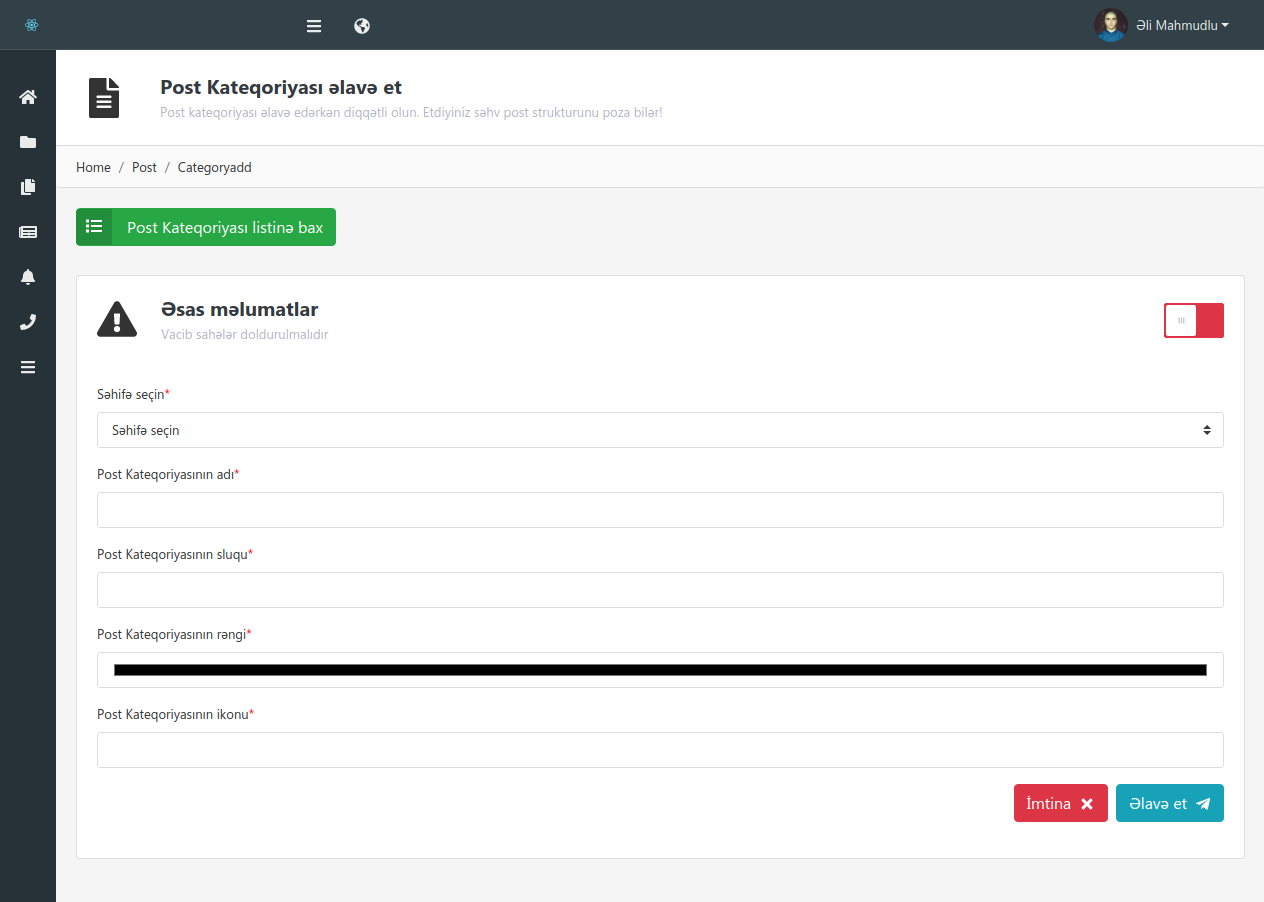 Əli Mahmudlu
Post Kateqoriyası əlavə et
Post kateqoriyası əlavə edərkən diqqətli olun. Etdiyiniz səhv post strukturunu poza bilər!
Home / Post / Categoryadd
Post Kateqoriyası listinə bax
Əsas məlumatlar
Vacib sahələr doldurulmalıdır
Səhifə seçin*
Səhifə seçin
Post Kateqoriyasının adı*
Post Kateqoriyasının sluqu*
Post Kateqoriyasının rəngi*
Post Kateqoriyasının ikonu*
İmtina
Əlavə et